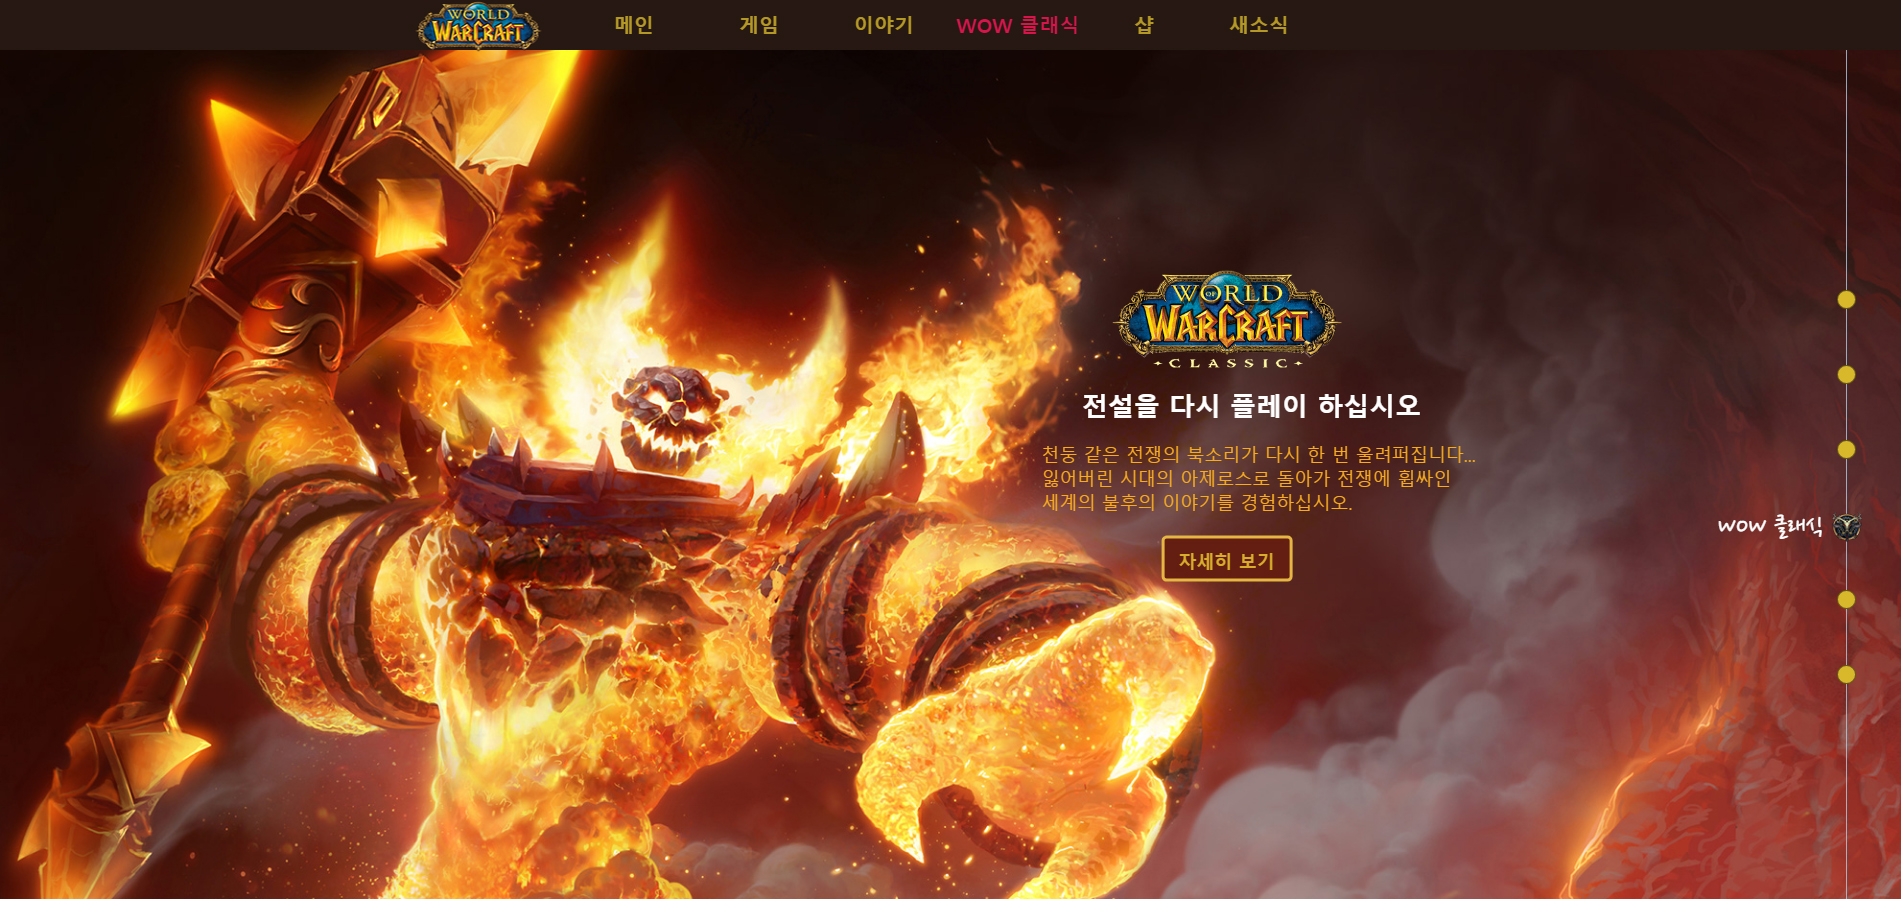 WORLD OF WARCRAFT
메인 게임 이야기 WOW 클래식 샵 새소식
WORLD OF WARCRAFT
CLASSIC
전설을 다시 플레이 하십시오
천둥 같은 전쟁의 북소리가 다시 한 번 울려퍼집니다...
잃어버린 시대의 아제로스로 돌아가 전쟁에 휩싸인
세계의 불후의 이야기를 경험하십시오.
WOW 클래식
자세히 보기